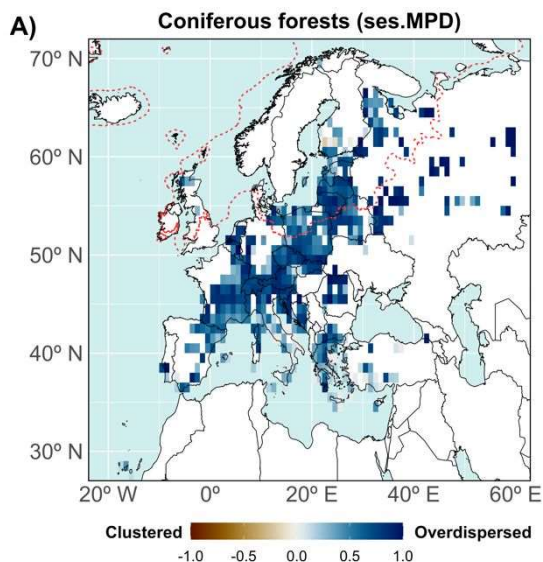 Coniferous forests (ses.MPD)
A)
70º N
60º N
50º N
40º N
30º N
20º W 0º 20º E 40º E 60º E
Clustered Overdispersed
-1.0 -0.5 0.0 0.5 1.0